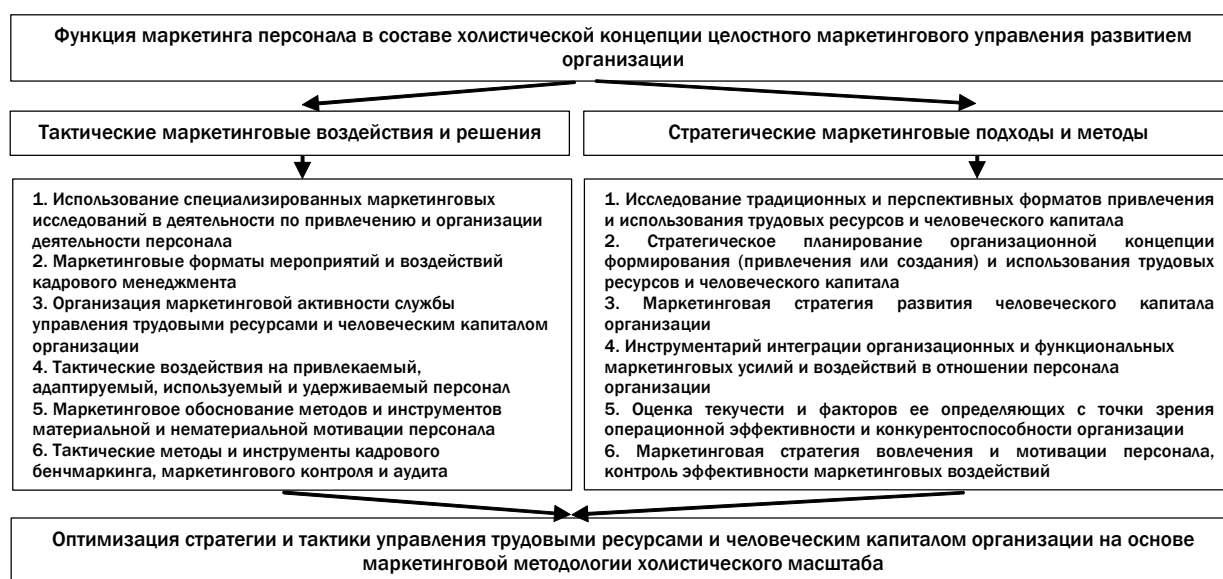 Функция маркетинга персонала в составе холистической концепции целостного маркетингового управления развитием
организации
Тактические маркетинговые воздействия и решения
Стратегические маркетинговые подходы и методы
1. Использование специализированных маркетинговых
исследований в деятельности по привлечению и организации
деятельности персонала
2. Маркетинговые форматы мероприятий и воздействий
кадрового менеджмента
3. Организация маркетинговой активности службы
управления трудовыми ресурсами и человеческим капиталом
организации
4. Тактические воздействия на привлекаемый,
адаптируемый, используемый и удерживаемый персонал
5. Маркетинговое обоснование методов и инструментов
материальной и нематериальной мотивации персонала
6. Тактические методы и инструменты кадрового
бенчмаркинга, маркетингового контроля и аудита
1. Исследование традиционных и перспективных форматов привлечения
и использования трудовых ресурсов и человеческого капитала
2. Стратегическое планирование организационной концепции
формирования (привлечения или создания) и использования трудовых
ресурсов и человеческого капитала
3. Маркетинговая стратегия развития человеческого капитала
организации
4. Инструментарий интеграции организационных и функциональных
маркетинговых усилий и воздействий в отношении персонала
организации
5. Оценка текучести и факторов ее определяющих с точки зрения
операционной эффективности и конкурентоспособности организации
6. Маркетинговая стратегия вовлечения и мотивации персонала,
контроль эффективности маркетинговых воздействий
Оптимизация стратегии и тактики управления трудовыми ресурсами и человеческим капиталом организации на основе
маркетинговой методологии холистического масштаба